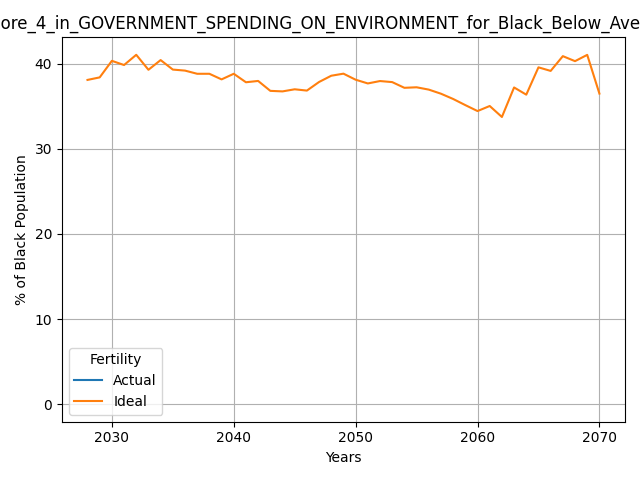 ore_4_in_GOVERNMENT_SPENDING_ON_ENVIRONMENT_for_Black_Below_Ave
% of Black Population
40
30
20
10
0
Fertility
Actual
Ideal
2030 2040 2050 2060 2070
Years